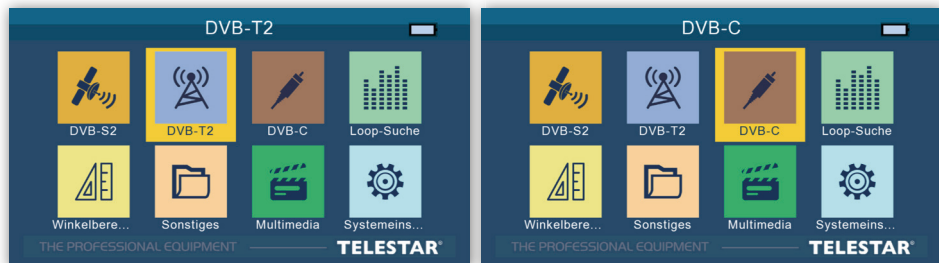 DVB-T2
DVB-S2 DVB-T2 DVB-C Loop-Suche
Winkelbere... Sonstiges Multimedia Systemeins...
THE PROFESSIONAL EQUIPMENT TELESTAR®
DVB-C
DVB-S2 DVB-T2 DVB-C Loop-Suche
Winkelbere... Sonstiges Multimedia Systemeins...
THE PROFESSIONAL EQUIPMENT TELESTAR®